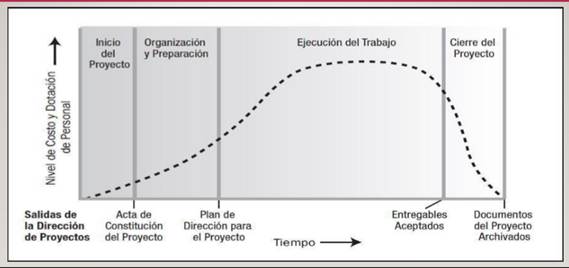 Inicio
del
Proyecto
Organización
y Preparación
Ejecución del Trabajo
Cierre del
Proyecto
Nivel de Costo y Dotación
de Personal
Salidas de
la Dirección
de Proyectos
Acta de
Constitución
del Proyecto
Plan de
Dirección para
el Proyecto
Entregables
Aceptados
Documentos
del Proyecto
Archivados
Tiempo